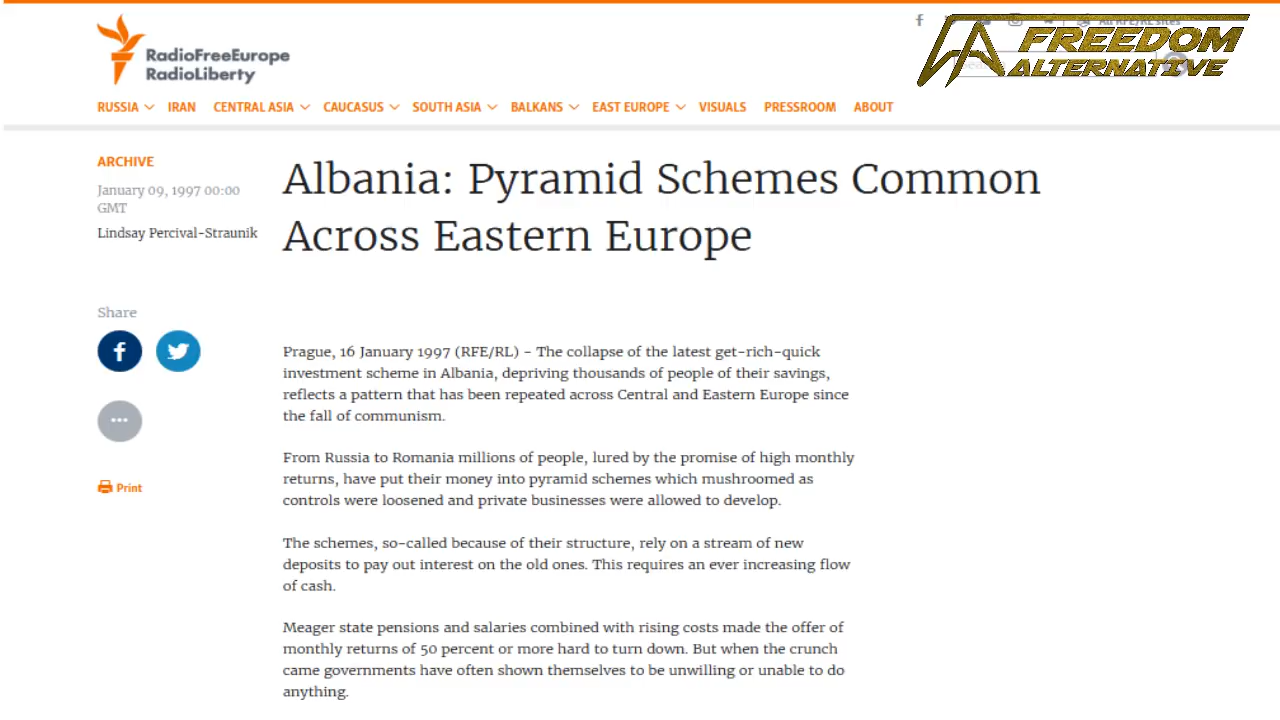 RadioFreeEurope
RadioLiberty
FREEDOM
ALTERNATIVE
RUSSIA
IRAN
CENTRAL ASIA
CAUCASUS
SOUTH ASIA
BALKANS
EAST EUROPE
VISUALS
PRESSROOM
ABOUT
ARCHIVE
January 09, 1997 00:00
GMT
Lindsay Percival-Straunik
Albania: Pyramid Schemes Common
Across Eastern Europe
Share
Print
Prague, 16 January 1997 (RFE/RL) - The collapse of the latest get-rich-quick
investment scheme in Albania, depriving thousands of people of their savings,
reflects a pattern that has been repeated across Central and Eastern Europe since
the fall of communism.
From Russia to Romania millions of people, lured by the promise of high monthly
returns, have put their money into pyramid schemes which mushroomed as
controls were loosened and private businesses were allowed to develop.
The schemes, so-called because of their structure, rely on a stream of new
deposits to pay out interest on the old ones. This requires an ever increasing flow
of cash.
Meager state pensions and salaries combined with rising costs made the offer of
monthly returns of 50 percent or more hard to turn down. But when the crunch
came governments have often shown themselves to be unwilling or unable to do
anything.